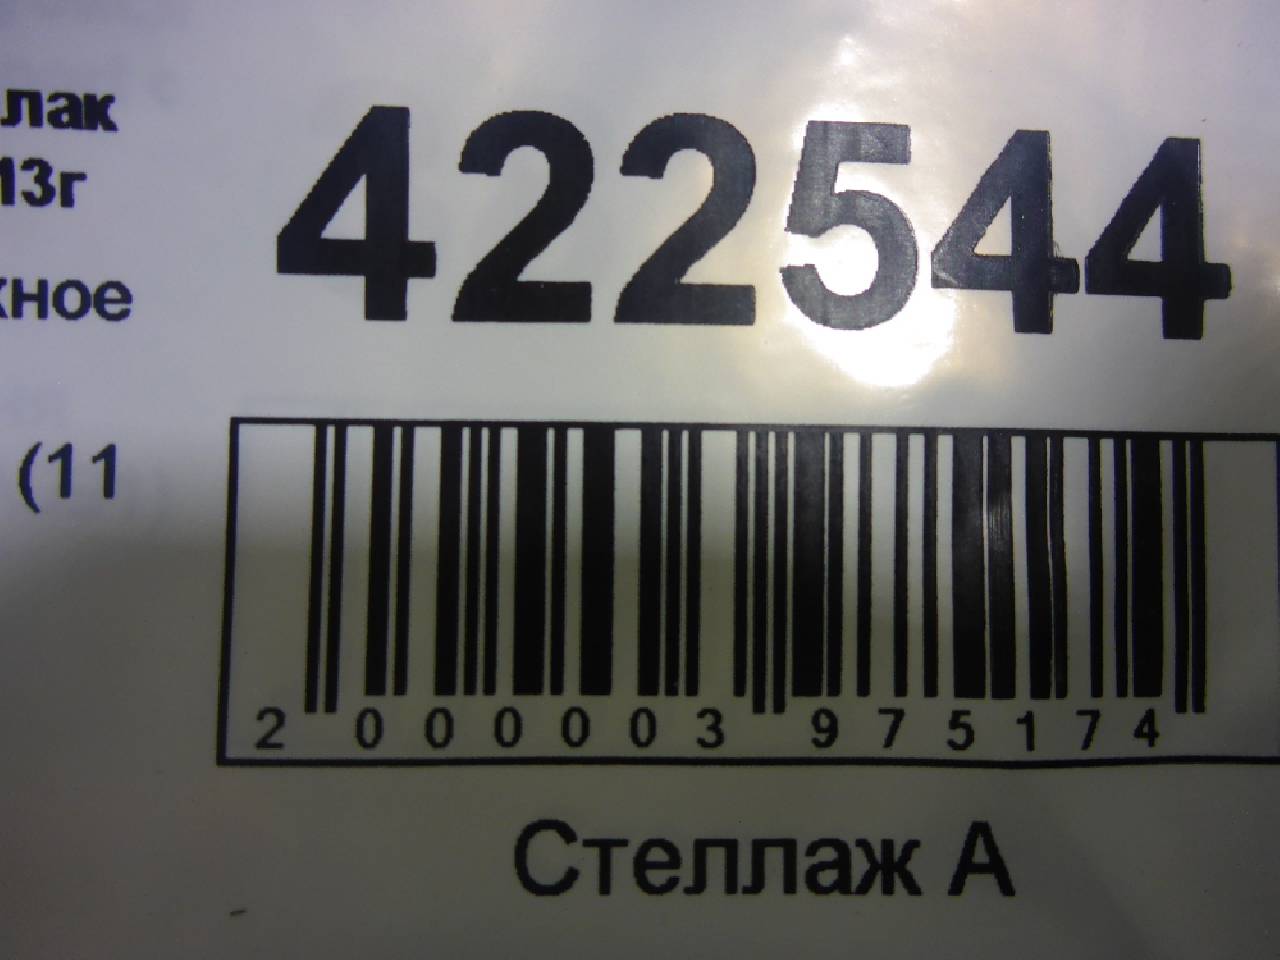 лак
13г
422544
жное
(11
2 000003 975174
Стеллаж А